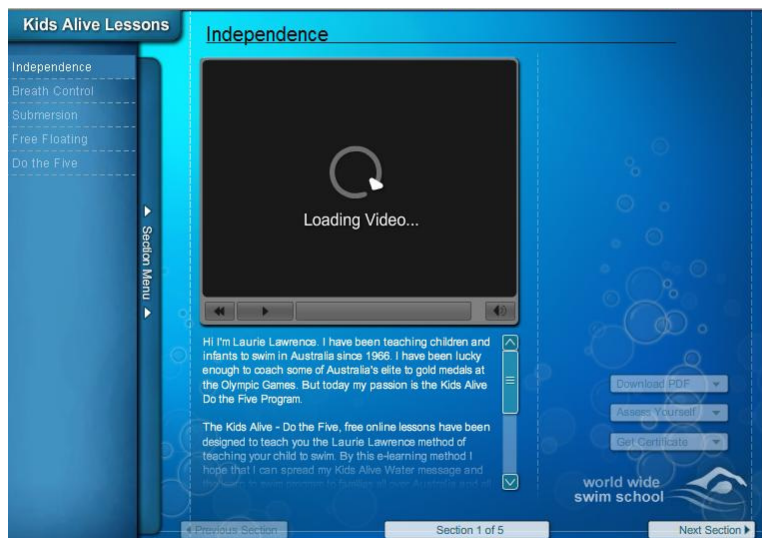 Kids Alive Lessons
Independence
Breath Control
Submersion
Free Floating
Do the Five
Section Menu
Independence
Loading Video...
Hi I'm Laurie Lawrence. I have been teaching children and
infants to swim in Australia since 1966. I have been lucky
enough to coach some of Australia's elite to gold medals at
the Olympic Games. But today my passion is the Kids Alive
Do the Five Program.
The Kids Alive - Do the Five, free online lessons have been
designed to teach you the Laurie Lawrence method of
teaching your child to swim. By this e-learning method I
hope that I can spread my Kids Alive Water message and
Download PDF
Assess Yourself
Get Certificate
world wide
swim school
Previous Section
Section 1 of 5
Next Section